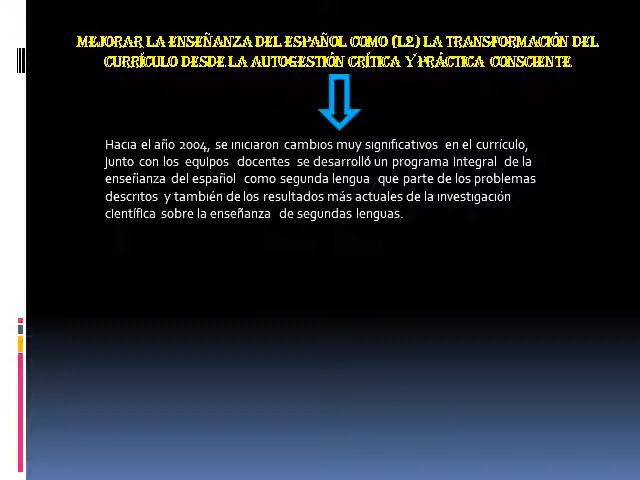 MEJORAR LA ENSEÑANZA DEL ESPAÑOL COMO (L2) LA TRANSFORMACIÓN DEL
CURRÍCULO DESDE LA AUTOGESTIÓN CRÍTICA Y PRÁCTICA CONSCIENTE
Hacia el año 2004, se iniciaron cambios muy significativos en el currículo,
junto con los equipos docentes se desarrolló un programa integral de la
enseñanza del español como segunda lengua que parte de los problemas
descritos y también de los resultados más actuales de la investigación
científica sobre la enseñanza de segundas lenguas.